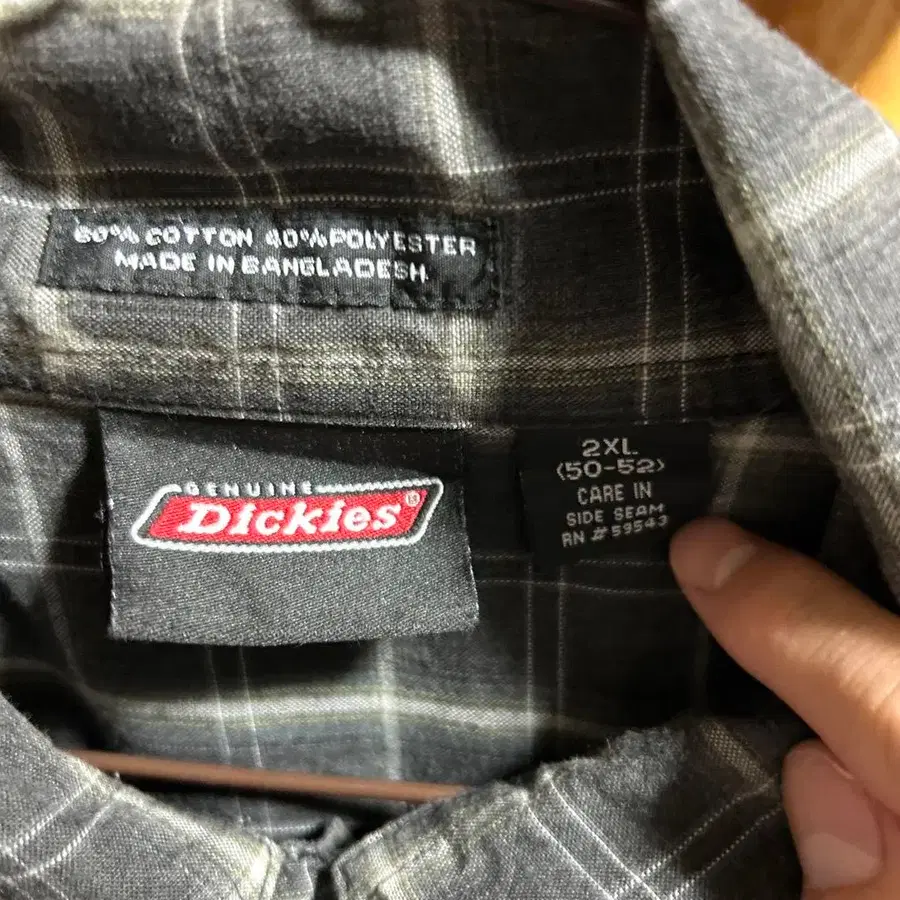 60% COTTON 40% POLYESTER
MADE IN BANGLADESH
GENUINE
Dickies®
2XL
(50-52)
CARE IN
SIDE SEAM
RN # 59543